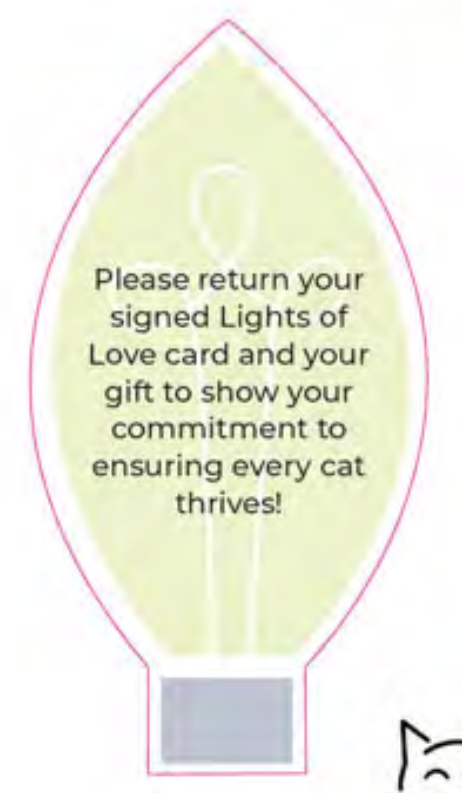 Please return your
signed Lights of
Love card and your
gift to show your
commitment to
ensuring every cat
thrives!